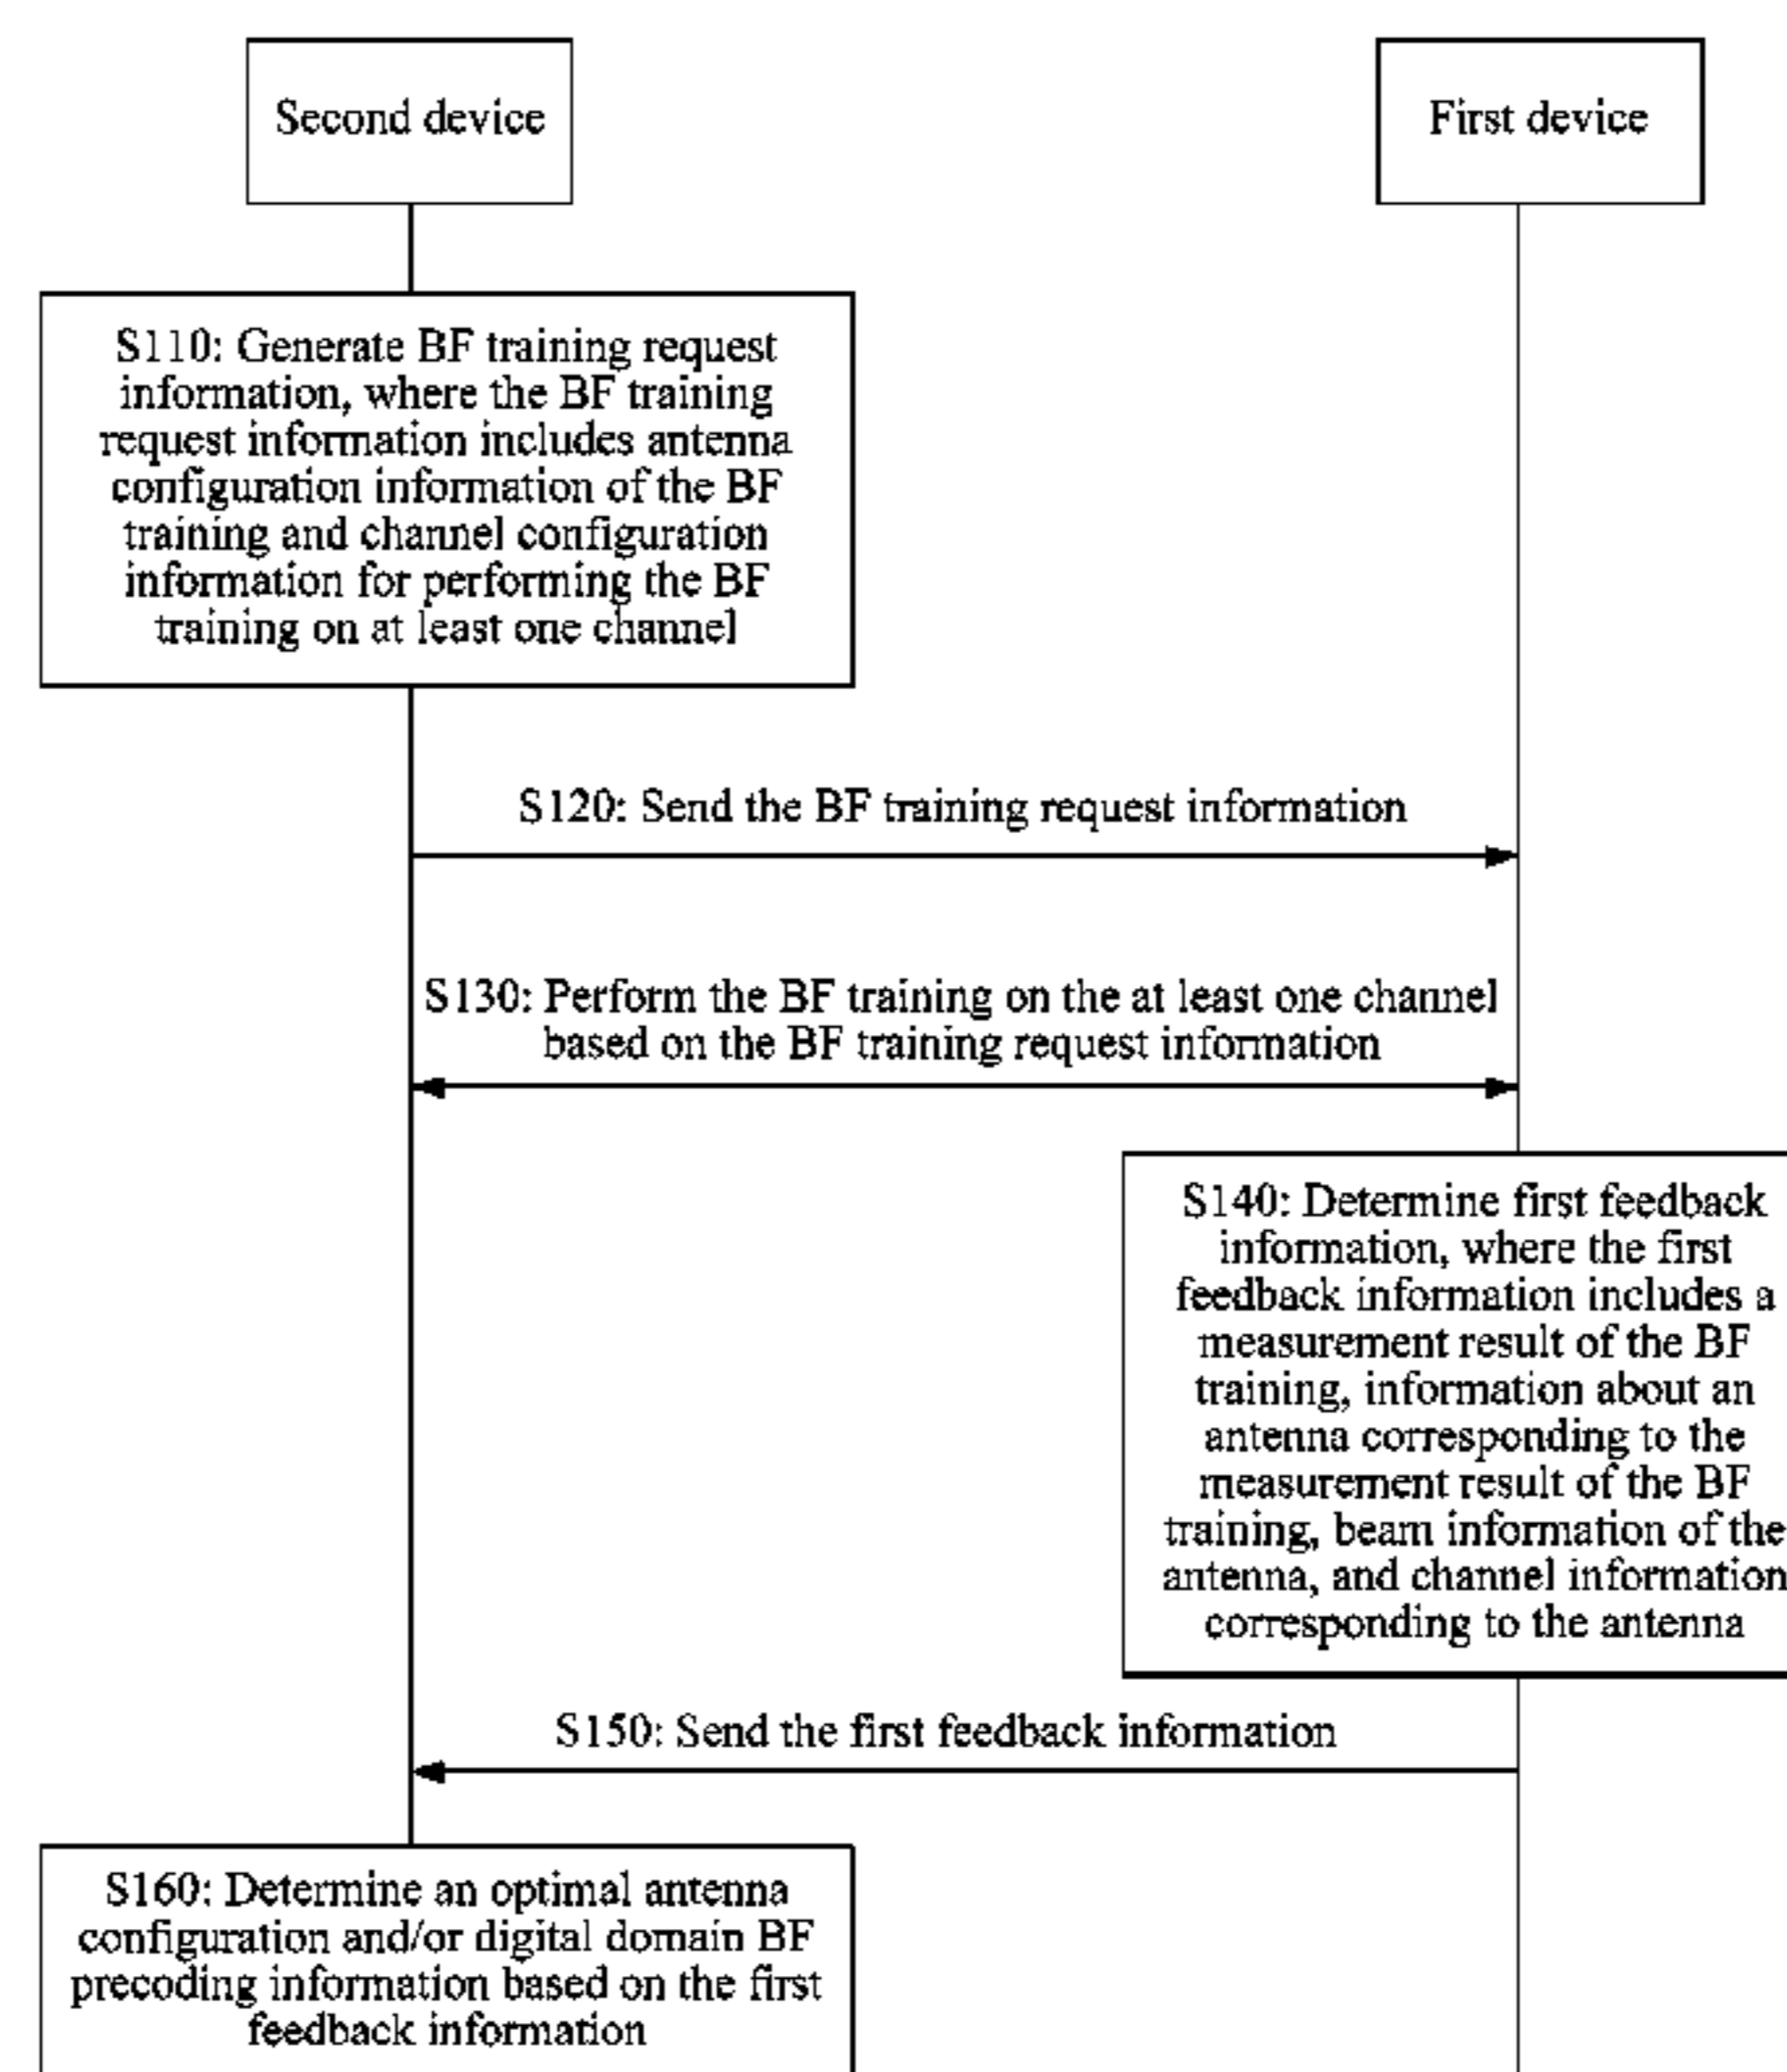 Second device
First device
S110: Generate BF training request
information, where the BF training
request information includes antenna
configuration information of the BF
training and channel configuration
information for performing the BF
training on at least one channel
S120: Send the BF training request information
S130: Perform the BF training on the at least one channel
based on the BF training request information
S140: Determine first feedback
information, where the first
feedback information includes a
measurement result of the BF
training, information about an
antenna corresponding to the
measurement result of the BF
training, beam information of the
antenna, and channel information
corresponding to the antenna
S150: Send the first feedback information
S160: Determine an optimal antenna
configuration and/or digital domain BF
precoding information based on the first
feedback information